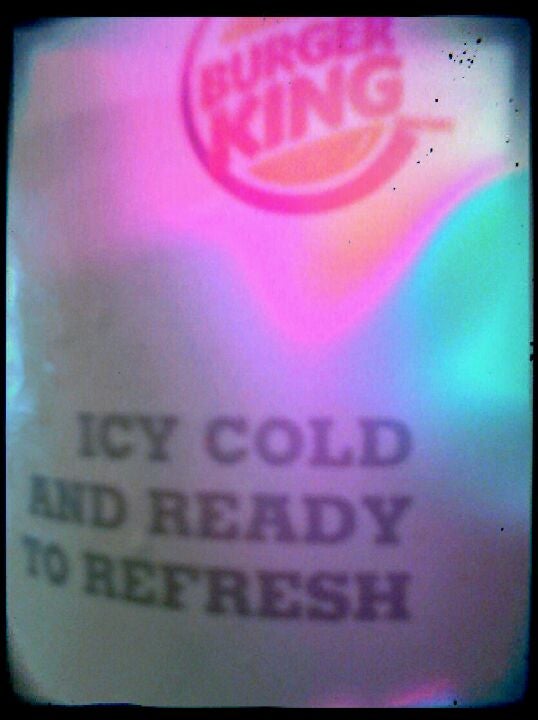 BURGER
KING
ICY COLD
AND READY
TO REFRESH